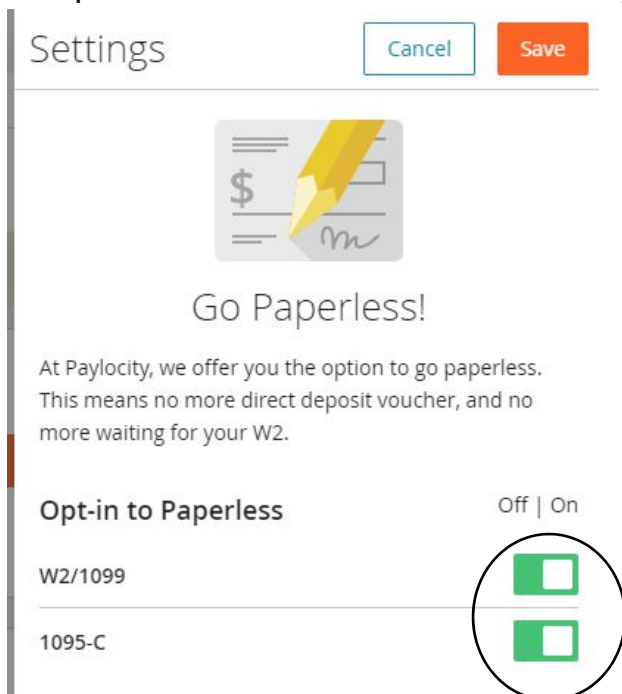 Settings
Cancel
Save
$
Go Paperless!
At Paylocity, we offer you the option to go paperless.
This means no more direct deposit voucher, and no
more waiting for your W2.
Opt-in to Paperless
Off | On
W2/1099
1095-C